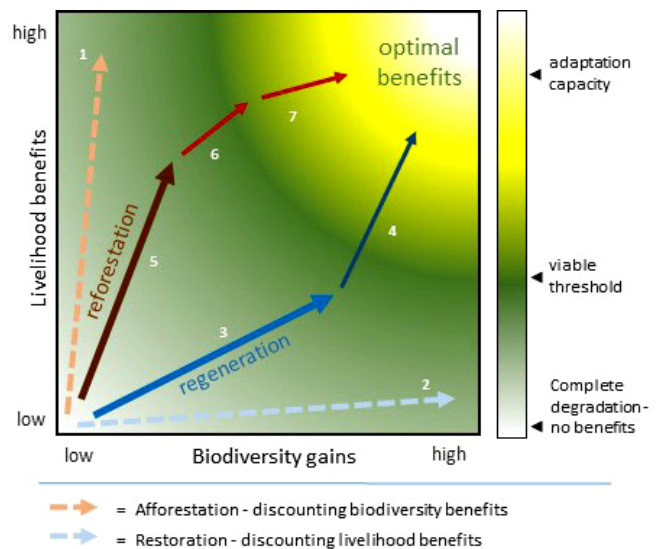 high
Livelihood benefits
low
1
optimal
benefits
7
6
4
reforestation
5
3
regeneration
2
low
Biodiversity gains
high
adaptation
capacity
viable
threshold
Complete
degradation-
no benefits
= Afforestation - discounting biodiversity benefits
= Restoration - discounting livelihood benefits